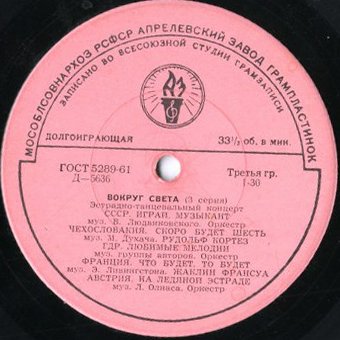 МОСОБЛСОВНАРХОЗ РСФСР АПРЕЛЕВСКИЙ ЗАВОД ГРАМПЛАСТИНОК
ЗАПИСАНО ВО ВСЕСОЮЗНОЙ СТУДИИ ГРАМЗАПИСИ
ДОЛГОИГРАЮЩАЯ 33⅓ об. в мин.
ГОСТ 5289-61 Третья гр.
Д—5636 1-30
ВОКРУГ СВЕТА (3 серия)
Эстрадно-танцевальный концерт
СССР. ИГРАЙ, МУЗЫКАНТ
муз. В. Людвиковского. Оркестр
ЧЕХОСЛОВАКИЯ. СКОРО БУДЕТ ШЕСТЬ
муз. М. Дукача. РУДОЛЬФ КОРТЕЗ
ГДР. ЛЮБИМЫЕ МЕЛОДИИ
муз. группы авторов. Оркестр
ФРАНЦИЯ. ЧТО БУДЕТ, ТО БУДЕТ
муз. Э. Ливингстона. ЖАКЛИН ФРАНСУА
АВСТРИЯ. НА ЛЕДЯНОЙ ЭСТРАДЕ
муз. Л. Олиаса. Оркестр